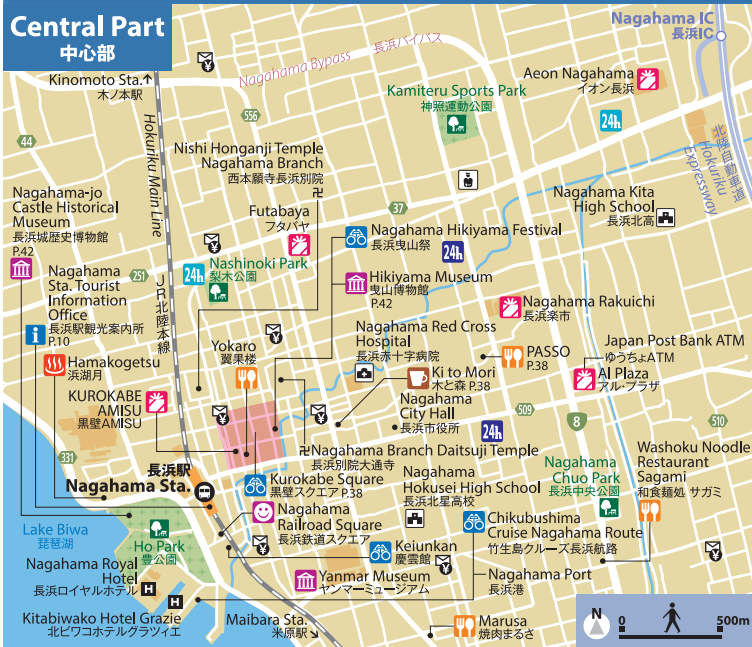 Central Part
中心部
Nagahama IC
長浜IC
Nagahama Bypass 長浜バイパス
Kinomoto Sta.
木ノ本駅
Hokuriku Main Line
JR北陸本線
556
44
Kamiteru Sports Park
神照運動公園
Aeon Nagahama
イオン長浜
24h
北陸自動車道
Hokuriku
Expressway
Nishi Honganji Temple
Nagahama Branch
西本願寺長浜別院
卍
37
Nagahama Kita
High School
長浜北高
Nagahama-jo
Castle Historical
Museum
長浜城歴史博物館
P.42
Futabaya
フタバヤ
Nagahama Hikiyama Festival
長浜曳山祭
24h
251
24h
Nashinoki Park
梨木公園
Hikiyama Museum
曳山博物館
P.42
Nagahama
Sta. Tourist
Information
Office
長浜駅観光案内所
P.10
i
Nagahama Rakuichi
長浜楽市
Hamakogetsu
浜湖月
Yokaro
翼果楼
Nagahama Red Cross
Hospital
長浜赤十字病院
PASSO
P.38
Japan Post Bank ATM
ゆうちょATM
Al Plaza
アル・プラザ
KUROKABE
AMISU
黒壁AMISU
Ki to Mori
木と森 P.38
Nagahama
City Hall
長浜市役所
509
8
510
24h
331
長浜駅
Nagahama Sta.
卍Nagahama Branch Daitsuji Temple
長浜別院大通寺
Kurokabe Square
黒壁スクエア P.38
Nagahama
Hokusei High School
長浜北星高校
Nagahama
Chuo Park
長浜中央公園
Washoku Noodle
Restaurant
Sagami
和食麺処 サガミ
Nagahama
Railroad Square
長浜鉄道スクエア
Lake Biwa
琵琶湖
Ho Park
豊公園
Keiunkan
慶雲館
Chikubushima
Cruise Nagahama Route
竹生島クルーズ長浜航路
Nagahama Royal
Hotel
長浜ロイヤルホテル
H
Yanmar Museum
ヤンマーミュージアム
Nagahama Port
長浜港
H
Kitabiwako Hotel Grazie
北ビワコホテルグラツィエ
Maibara Sta.
米原駅
Marusa
焼肉まるさ
N
0
500m